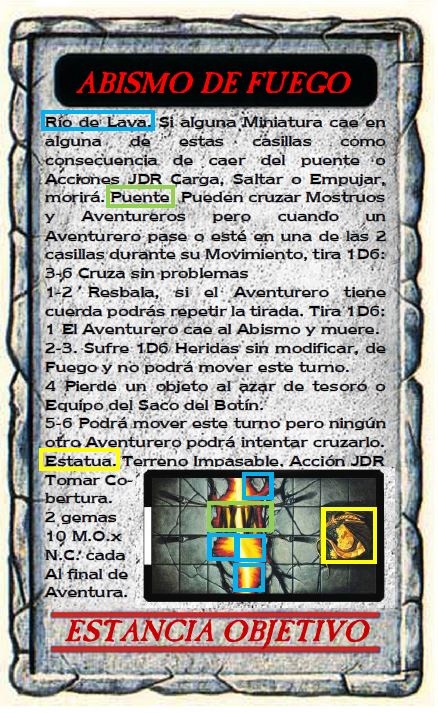 ABISMO DE FUEGO
Río de Lava. Si alguna Miniatura cae en
alguna de estas casillas como
consecuencia de caer del puente o
Acciones JDR Carga, Saltar o Empujar,
morirá. Puente. Pueden cruzar Mostruos
y Aventureros pero cuando un
Aventurero pase o esté en una de las 2
casillas durante su Movimiento, tira 1D6:
3-6 Cruza sin problemas
1-2 Resbala, si el Aventurero tiene
cuerda podrás repetir la tirada. Tira 1D6:
1 El Aventurero cae al Abismo y muere.
2-3. Sufre 1D6 Heridas sin modificar, de
Fuego y no podrá mover este turno.
4 Pierde un objeto al azar de tesoro o
Equipo del Saco del Botín.
5-6 Podrá mover este turno pero ningún
otro Aventurero podrá intentar cruzarlo.
Estatua. Terreno Impasable. Acción JDR
Tomar Co-
bertura.
2 gemas
10 M.O.x
N.C. cada
Al final de
Aventura.
ESTANCIA OBJETIVO